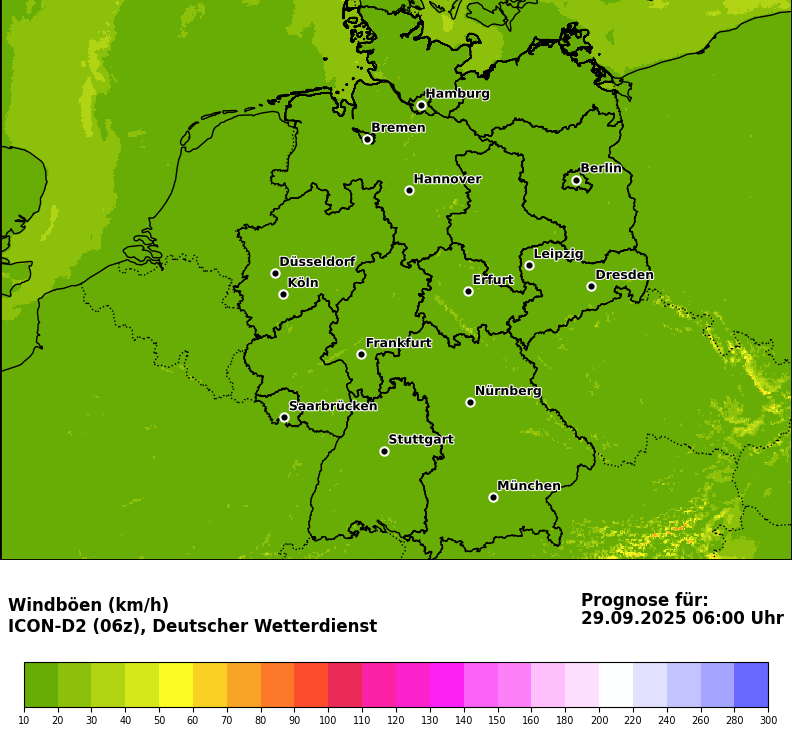 Hamburg
Bremen
Berlin
Hannover
Leipzig
Düsseldorf
Dresden
Köln
Erfurt
Frankfurt
Nürnberg
Saarbrücken
Stuttgart
München
Windböen (km/h)
ICON-D2 (06z), Deutscher Wetterdienst
Prognose für:
29.09.2025 06:00 Uhr
10 20 30 40 50 60 70 80 90 100 110 120 130 140 150 160 180 200 220 240 260 280 300